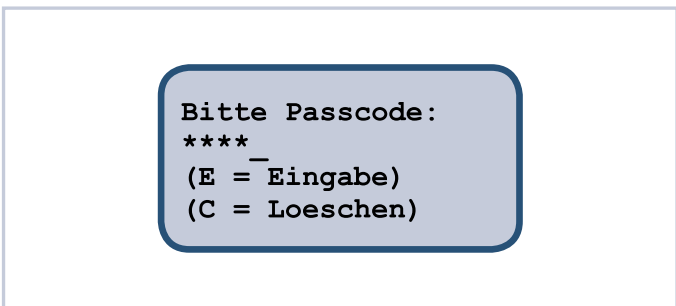 Bitte Passcode:
****_
(E = Eingabe)
(C = Loeschen)